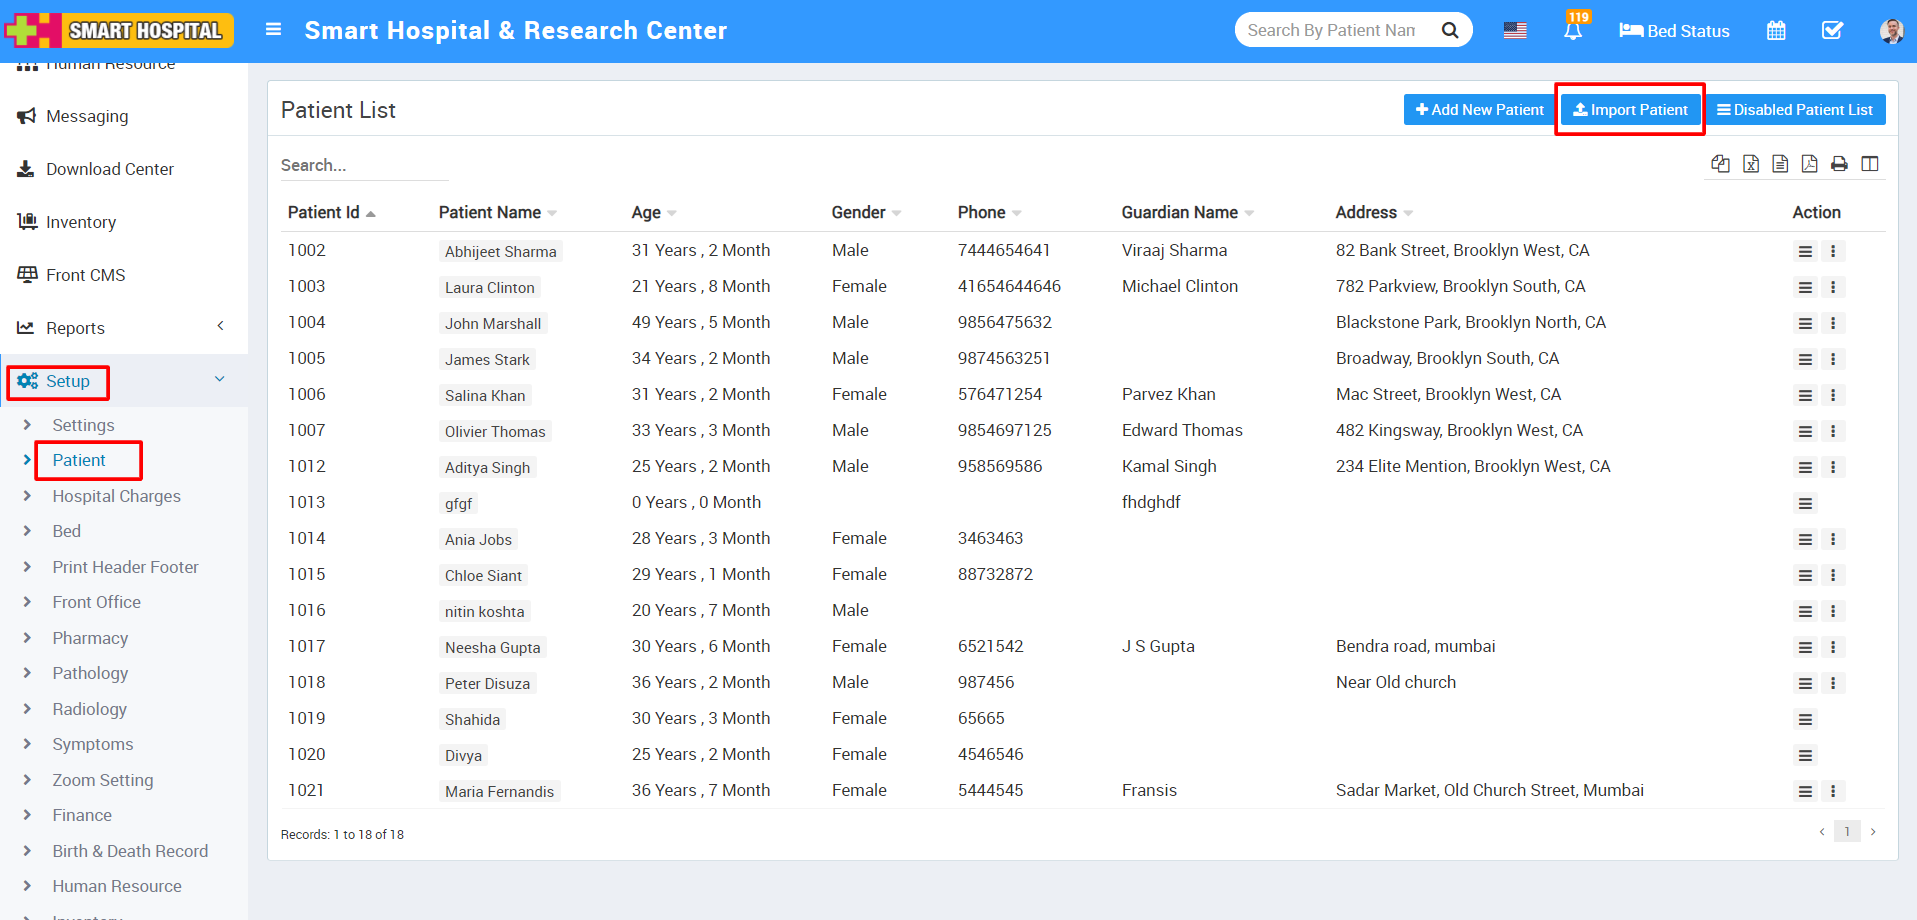 SMART HOSPITAL
Smart Hospital & Research Center
Search By Patient Nam
119
Bed Status
Human Resource
Messaging
Download Center
Inventory
Front CMS
Reports
Setup
Settings
Patient
Hospital Charges
Bed
Print Header Footer
Front Office
Pharmacy
Pathology
Radiology
Symptoms
Zoom Setting
Finance
Birth & Death Record
Human Resource
Inventory
Patient List
Add New Patient
Import Patient
Disabled Patient List
Search...
Patient Id Patient Name Age Gender Phone Guardian Name Address Action
1002 Abhijeet Sharma 31 Years , 2 Month Male 7444654641 Viraaj Sharma 82 Bank Street, Brooklyn West, CA
1003 Laura Clinton 21 Years , 8 Month Female 41654644646 Michael Clinton 782 Parkview, Brooklyn South, CA
1004 John Marshall 49 Years , 5 Month Male 9856475632 Blackstone Park, Brooklyn North, CA
1005 James Stark 34 Years , 2 Month Male 9874563251 Broadway, Brooklyn South, CA
1006 Salina Khan 31 Years , 2 Month Female 576471254 Parvez Khan Mac Street, Brooklyn West, CA
1007 Olivier Thomas 33 Years , 3 Month Male 9854697125 Edward Thomas 482 Kingsway, Brooklyn West, CA
1012 Aditya Singh 25 Years , 2 Month Male 958569586 Kamal Singh 234 Elite Mention, Brooklyn West, CA
1013 gfgf 0 Years , 0 Month fhdghdf
1014 Ania Jobs 28 Years , 3 Month Female 3463463
1015 Chloe Siant 29 Years , 1 Month Female 88732872
1016 nitin koshta 20 Years , 7 Month Male
1017 Neesha Gupta 30 Years , 6 Month Female 6521542 J S Gupta Bendra road, mumbai
1018 Peter Disuza 36 Years , 2 Month Male 987456 Near Old church
1019 Shahida 30 Years , 3 Month Female 65665
1020 Divya 25 Years , 2 Month Female 4546546
1021 Maria Fernandis 36 Years , 7 Month Female 5444545 Fransis Sadar Market, Old Church Street, Mumbai
Records: 1 to 18 of 18
1